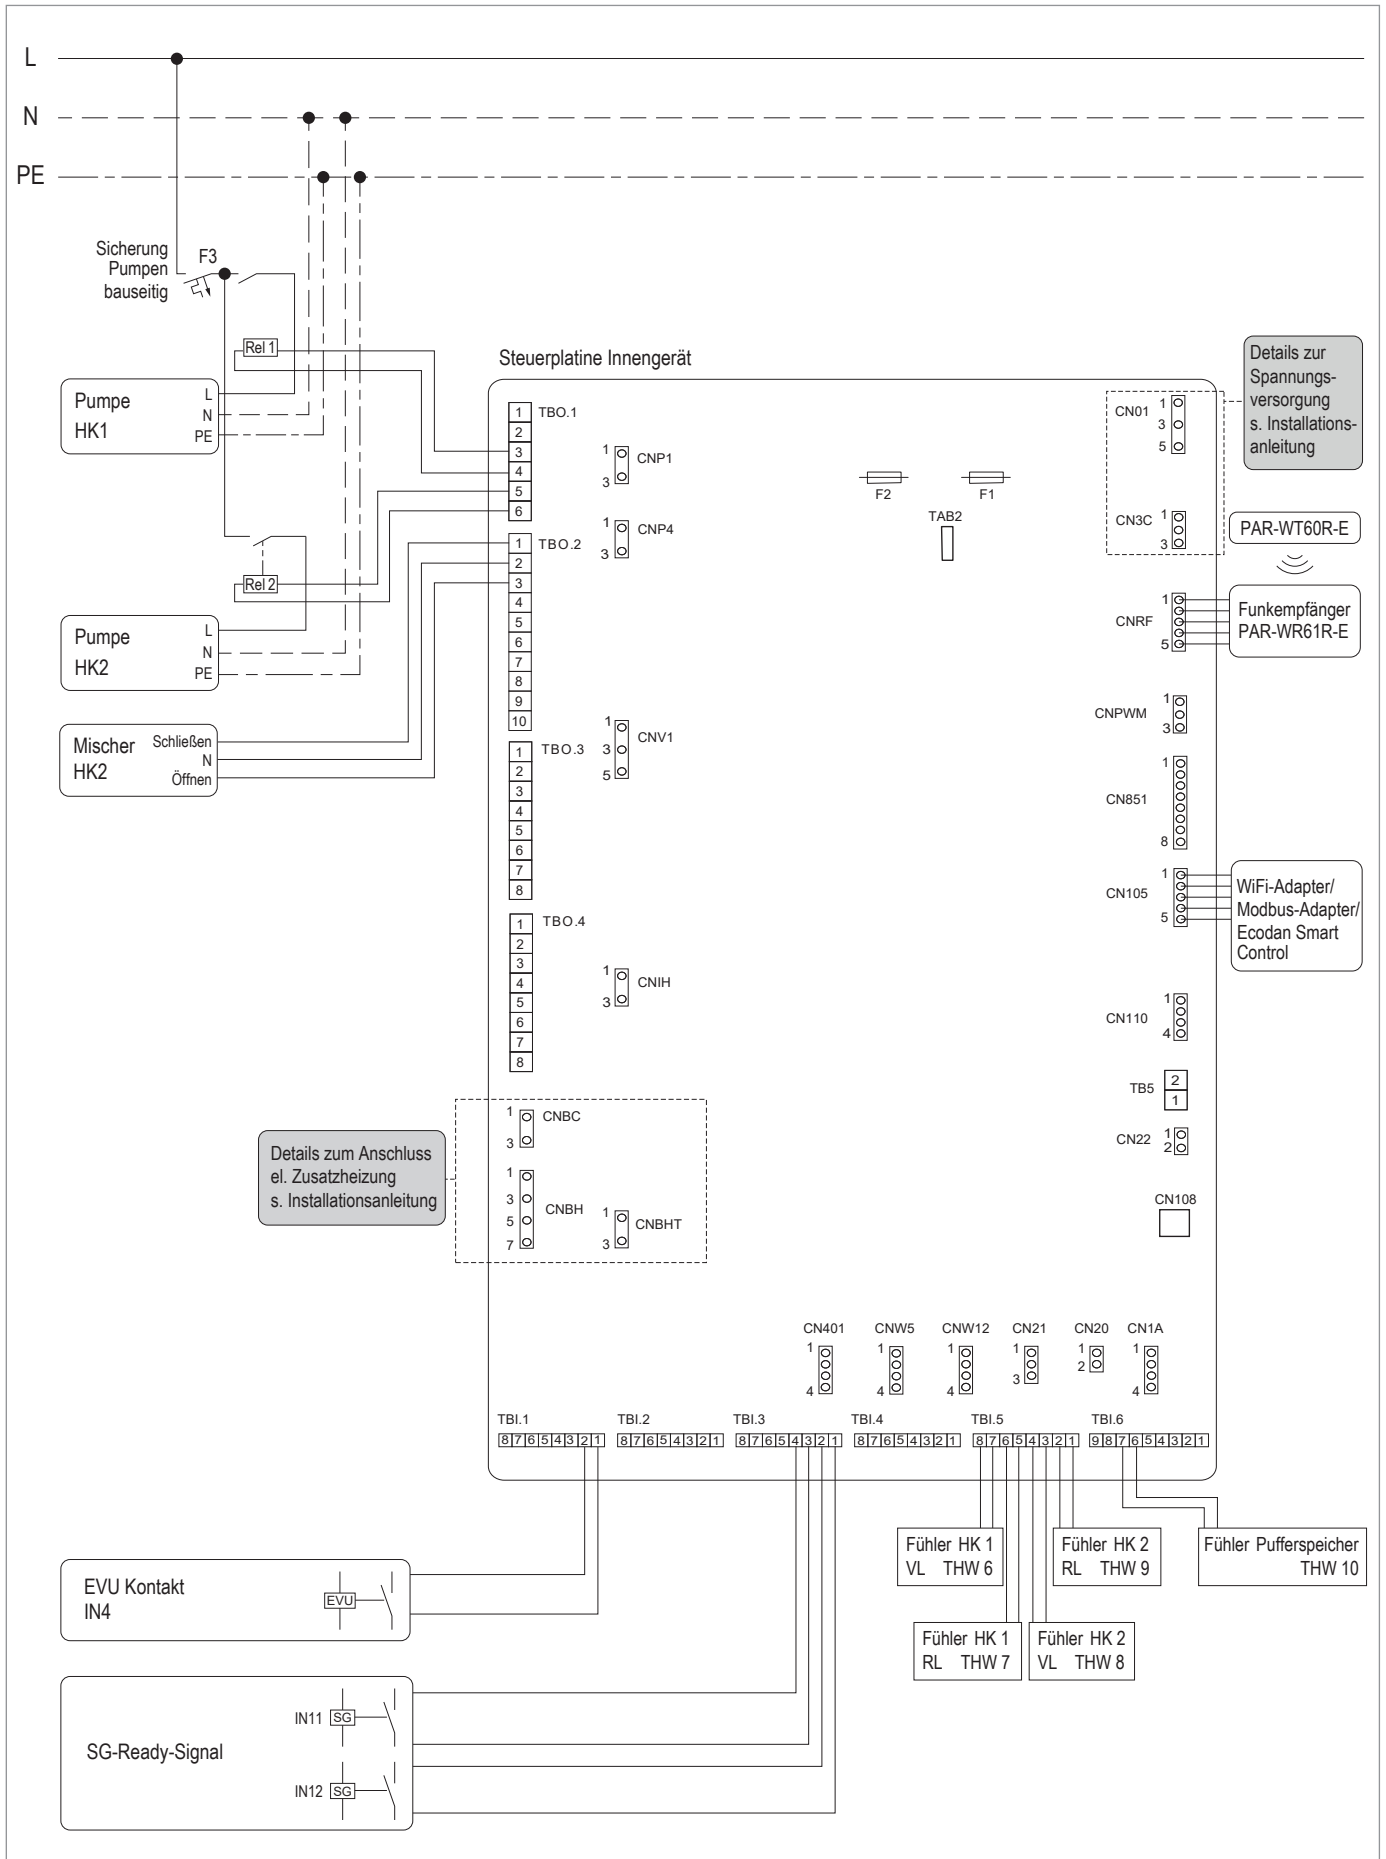 L
N
PE
Sicherung
Pumpen
bauseitig
F3
Rel 1
Pumpe
HK1
L
N
PE
Rel 2
Pumpe
HK2
L
N
PE
Mischer
HK2
Schließen
N
Öffnen
Steuerplatine Innengerät
TBO.1
1
2
3
4
5
6
CNP1
1
3
CNP4
1
3
TBO.2
1
2
3
4
5
6
7
8
9
10
CNV1
1
3
5
TBO.3
1
2
3
4
5
6
7
8
TBO.4
1
2
3
4
5
6
7
8
CNIH
1
3
F2
F1
TAB2
CN01
1
3
5
CN3C
1
3
Details zur
Spannungs-
versorgung
s. Installations-
anleitung
PAR-WT60R-E
CNRF
1
5
Funkempfänger
PAR-WR61R-E
CNPWM
1
3
CN851
1
8
CN105
1
5
WiFi-Adapter/
Modbus-Adapter/
Ecodan Smart
Control
CN110
1
4
TB5
2
1
CN22
1
2
CN108
Details zum Anschluss
el. Zusatzheizung
s. Installationsanleitung
CNBC
1
3
CNBH
1
3
5
7
CNBHT
1
3
CN401
1
4
CNW5
1
4
CNW12
1
4
CN21
1
3
CN20
1
2
CN1A
1
4
TBI.1
8 7 6 5 4 3 2 1
TBI.2
8 7 6 5 4 3 2 1
TBI.3
8 7 6 5 4 3 2 1
TBI.4
8 7 6 5 4 3 2 1
TBI.5
8 7 6 5 4 3 2 1
TBI.6
9 8 7 6 5 4 3 2 1
Fühler HK 1
VL THW 6
Fühler HK 2
RL THW 9
Fühler Pufferspeicher
THW 10
Fühler HK 1
RL THW 7
Fühler HK 2
VL THW 8
EVU Kontakt
IN4
EVU
SG-Ready-Signal
IN11
SG
IN12
SG